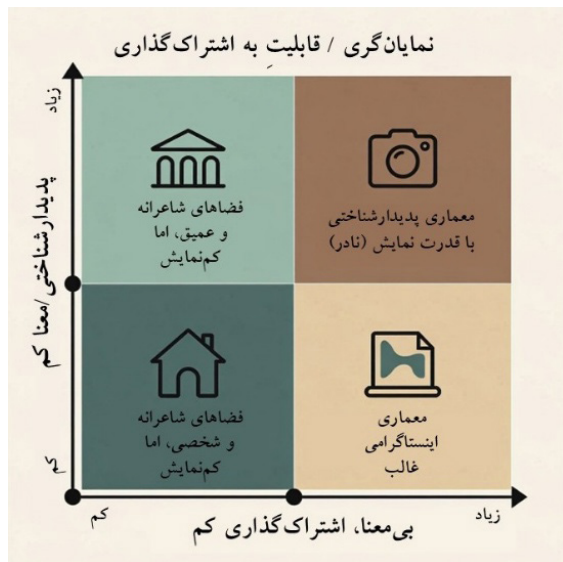 نمایان‌گری / قابلیتِ به اشتراک‌گذاری
زیاد
پدیدارشناختی/معنا کم
کم
فضاهای شاعرانه
و عمیق، اما
کم‌نمایش
معماری پدیدارشناختی
با قدرت نمایش (نادر)
فضاهای شاعرانه
و شخصی، اما
کم‌نمایش
معماری
اینستاگرامی
غالب
کم
زیاد
بی‌معنا، اشتراک‌گذاری کم